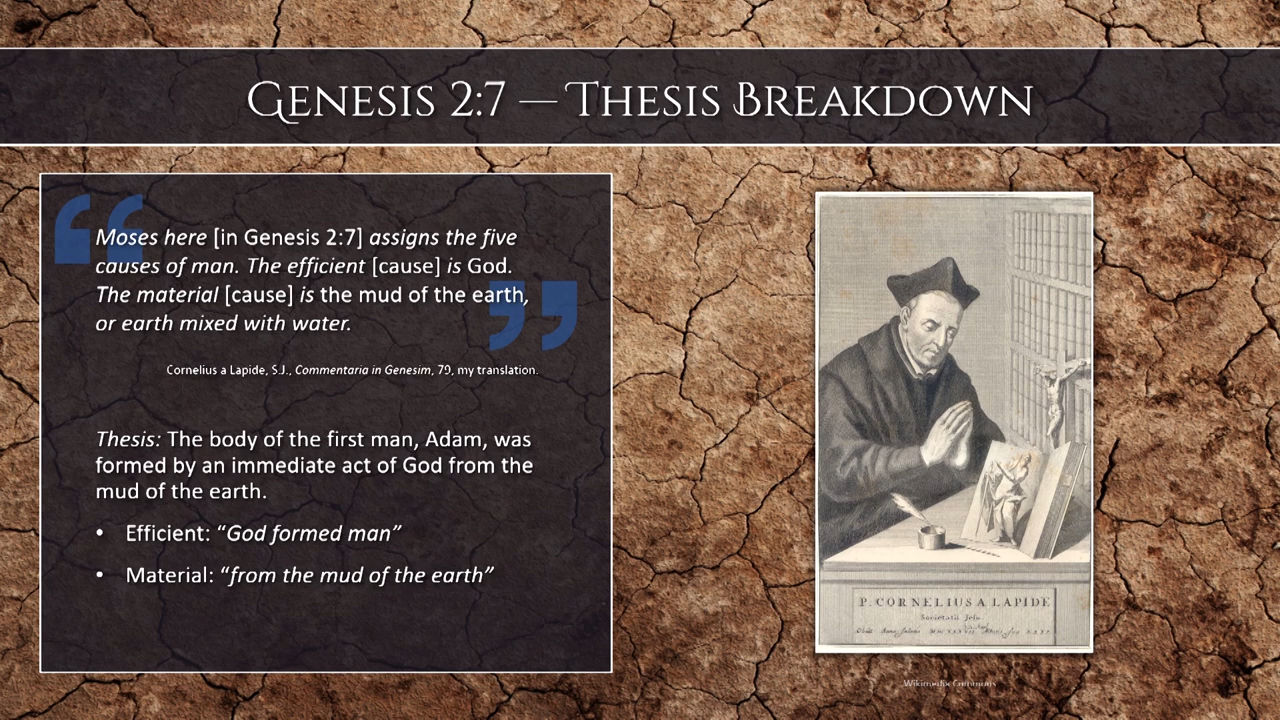 Genesis 2:7 — Thesis Breakdown
“
Moses here [in Genesis 2:7] assigns the five
causes of man. The efficient [cause] is God.
The material [cause] is the mud of the earth,
or earth mixed with water.
”
Cornelius a Lapide, S.J., Commentaria in Genesim, 79, my translation.
Thesis: The body of the first man, Adam, was
formed by an immediate act of God from the
mud of the earth.
• Efficient: “God formed man”
• Material: “from the mud of the earth”
P. CORNELIUS A LAPIDE
Societatis Jesu
Wikimedia Commons